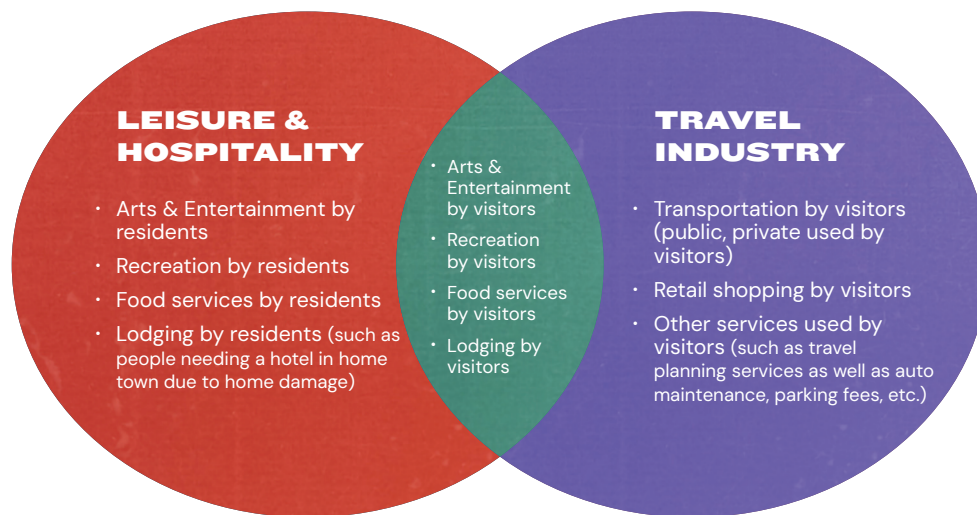 LEISURE &
HOSPITALITY
· Arts & Entertainment by
residents
· Recreation by residents
· Food services by residents
· Lodging by residents (such as
people needing a hotel in home
town due to home damage)
· Arts &
Entertainment
by visitors
· Recreation
by visitors
· Food services
by visitors
· Lodging by
visitors
TRAVEL
INDUSTRY
· Transportation by visitors
(public, private used by
visitors)
· Retail shopping by visitors
· Other services used by
visitors (such as travel
planning services as well as auto
maintenance, parking fees, etc.)